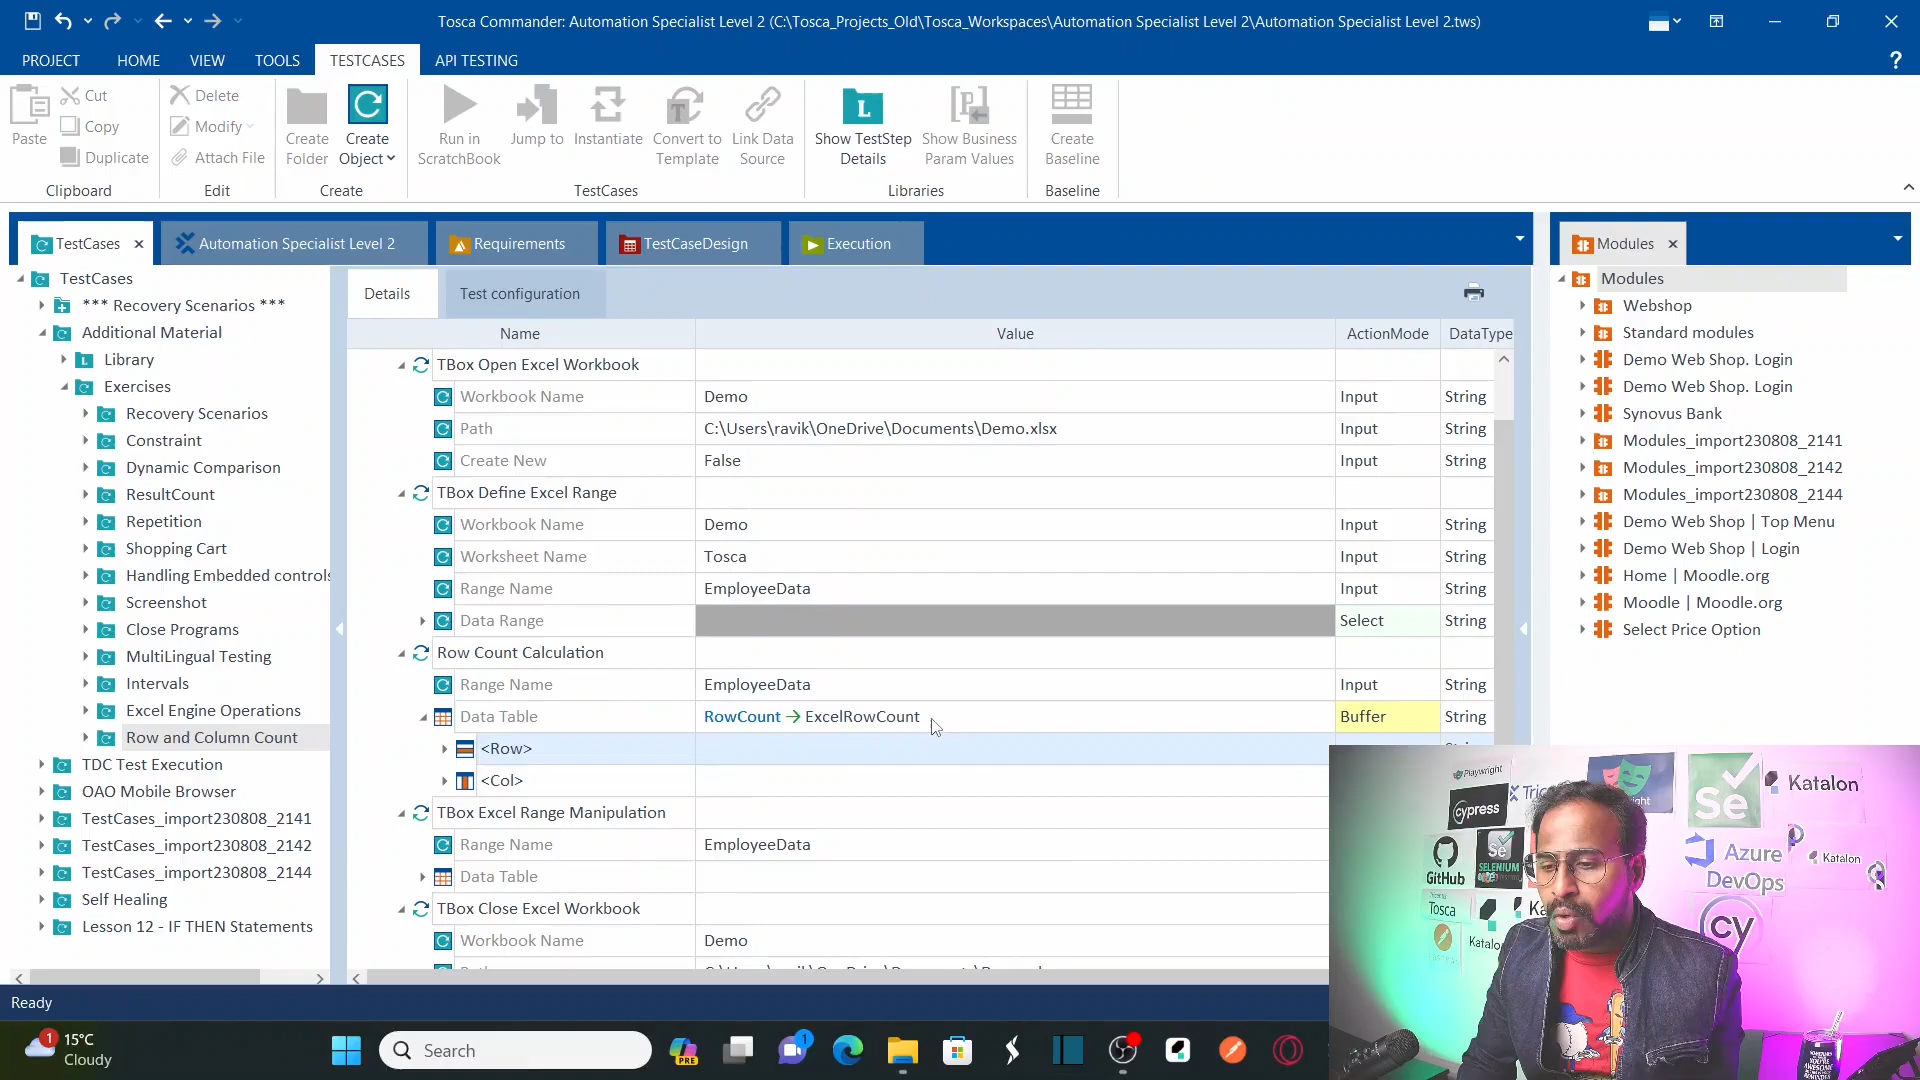 Tosca Commander: Automation Specialist Level 2 (C:\Tosca_Projects_Old\Tosca_Workspaces\Automation Specialist Level 2\Automation Specialist Level 2.tws)
PROJECT HOME VIEW TOOLS TESTCASES API TESTING ?
Paste Cut Copy Duplicate
Clipboard
Delete Modify Attach File
Edit
Create Folder Create Object
Create
Run in ScratchBook Jump to Instantiate Convert to Template Link Data Source
TestCases
Show TestStep Details Show Business Param Values
Libraries
Create Baseline
Baseline
TestCases × Automation Specialist Level 2 Requirements TestCaseDesign Execution
Modules ×
TestCases
*** Recovery Scenarios ***
Additional Material
Library
Exercises
Recovery Scenarios
Constraint
Dynamic Comparison
ResultCount
Repetition
Shopping Cart
Handling Embedded controls
Screenshot
Close Programs
MultiLingual Testing
Intervals
Excel Engine Operations
Row and Column Count
TDC Test Execution
OAO Mobile Browser
TestCases_import230808_2141
TestCases_import230808_2142
TestCases_import230808_2144
Self Healing
Lesson 12 - IF THEN Statements
Details Test configuration
Name Value ActionMode DataType
TBox Open Excel Workbook
Workbook Name Demo Input String
Path C:\Users\ravik\OneDrive\Documents\Demo.xlsx Input String
Create New False Input String
TBox Define Excel Range
Workbook Name Demo Input String
Worksheet Name Tosca Input String
Range Name EmployeeData Input String
Data Range Select String
Row Count Calculation
Range Name EmployeeData Input String
Data Table RowCount → ExcelRowCount Buffer String
<Row>
<Col>
TBox Excel Range Manipulation
Range Name EmployeeData
Data Table
TBox Close Excel Workbook
Workbook Name Demo
Modules
Webshop
Standard modules
Demo Web Shop. Login
Demo Web Shop. Login
Synovus Bank
Modules_import230808_2141
Modules_import230808_2142
Modules_import230808_2144
Demo Web Shop | Top Menu
Demo Web Shop | Login
Home | Moodle.org
Moodle | Moodle.org
Select Price Option
Playwright
cypress
Se
Katalon
GitHub
Se
SELENIUM
Azure DevOps
Katalon
Tosca
cy
Ready
1 15°C
Cloudy
Search
PRE
1